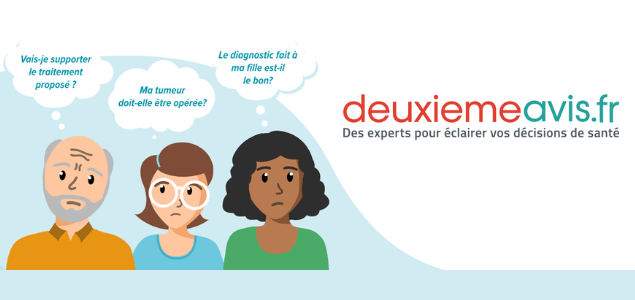 Vais-je supporter
le traitement
proposé ?
Ma tumeur
doit-elle être opérée?
Le diagnostic fait à
ma fille est-il
le bon?
deuxiemeavis.fr
Des experts pour éclairer vos décisions de santé